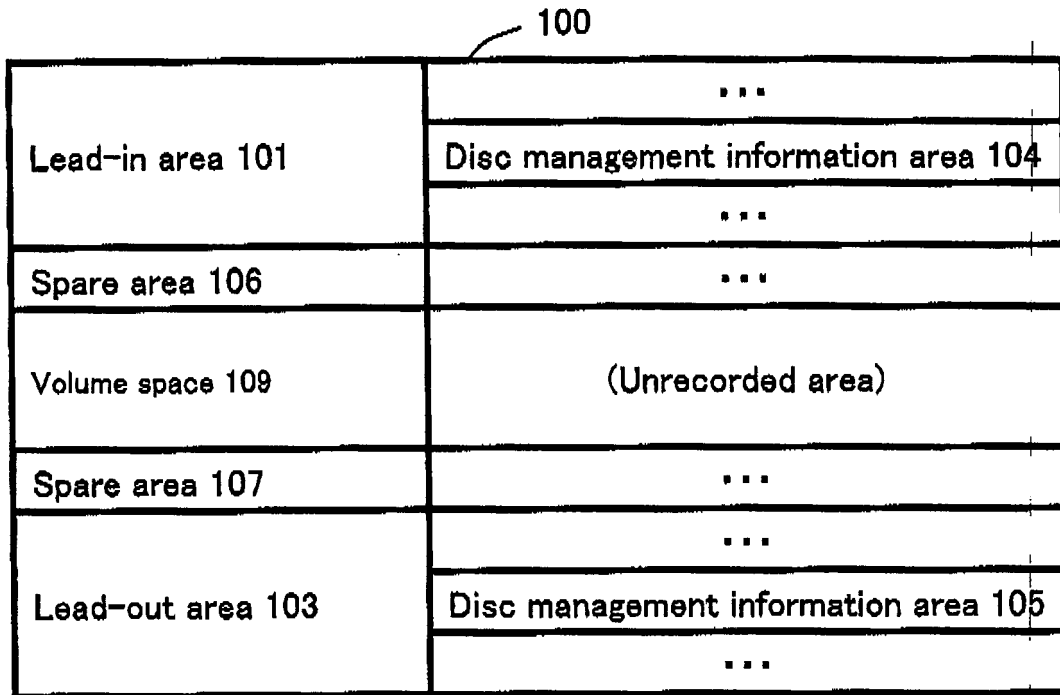 100
Lead-in area 101
...
Disc management information area 104
...
Spare area 106
...
Volume space 109
(Unrecorded area)
Spare area 107
...
Lead-out area 103
...
Disc management information area 105
...